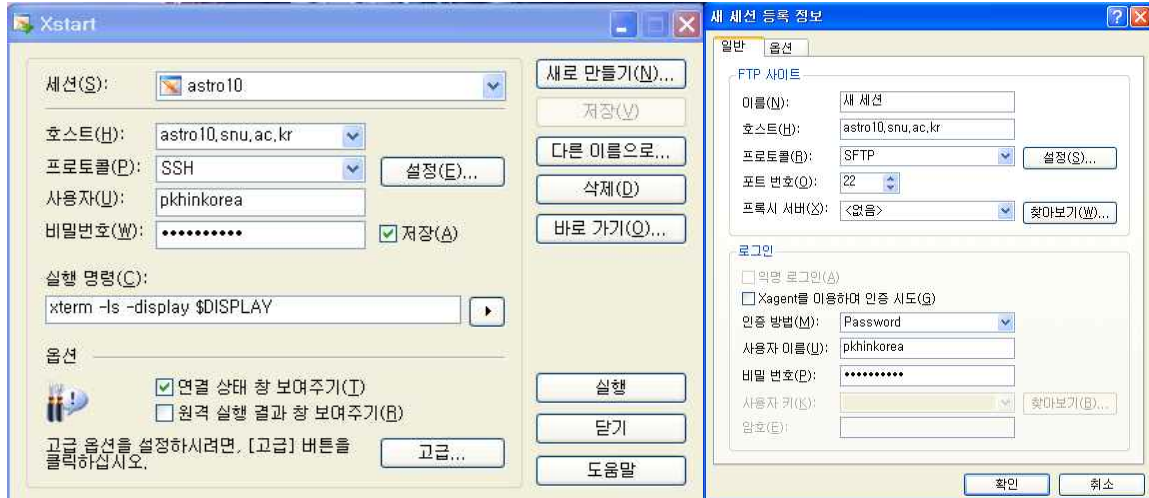 Xstart
세션(S):
astro10
호스트(H):
astro10.snu.ac.kr
프로토콜(P):
SSH
설정(E)...
사용자(U):
pkhinkorea
비밀번호(W):
••••••••••
저장(A)
실행 명령(C):
xterm -ls -display $DISPLAY
옵션
연결 상태 창 보여주기(T)
원격 실행 결과 창 보여주기(R)
고급 옵션을 설정하시려면, [고급] 버튼을
클릭하십시오.
고급...
새로 만들기(N)...
저장(V)
다른 이름으로...
삭제(D)
바로 가기(O)...
실행
닫기
도움말
새 세션 등록 정보
일반
옵션
FTP 사이트
이름(N):
새 세션
호스트(H):
astro10.snu.ac.kr
프로토콜(R):
SFTP
설정(S)...
포트 번호(O):
22
프록시 서버(X):
<없음>
찾아보기(W)...
로그인
익명 로그인(A)
Xagent를 이용하여 인증 시도(G)
인증 방법(M):
Password
사용자 이름(U):
pkhinkorea
비밀 번호(P):
••••••••••
사용자 키(K):
찾아보기(B)...
암호(E):
확인
취소